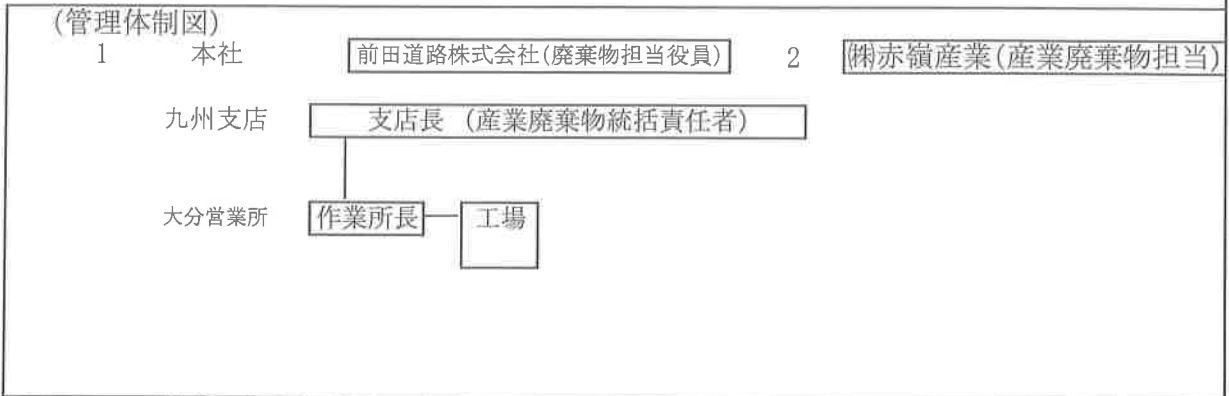 (管理体制図)
1 本社 前田道路株式会社(廃棄物担当役員) 2 ㈱赤嶺産業(産業廃棄物担当)
九州支店 支店長 (産業廃棄物統括責任者)
大分営業所 作業所長 工場